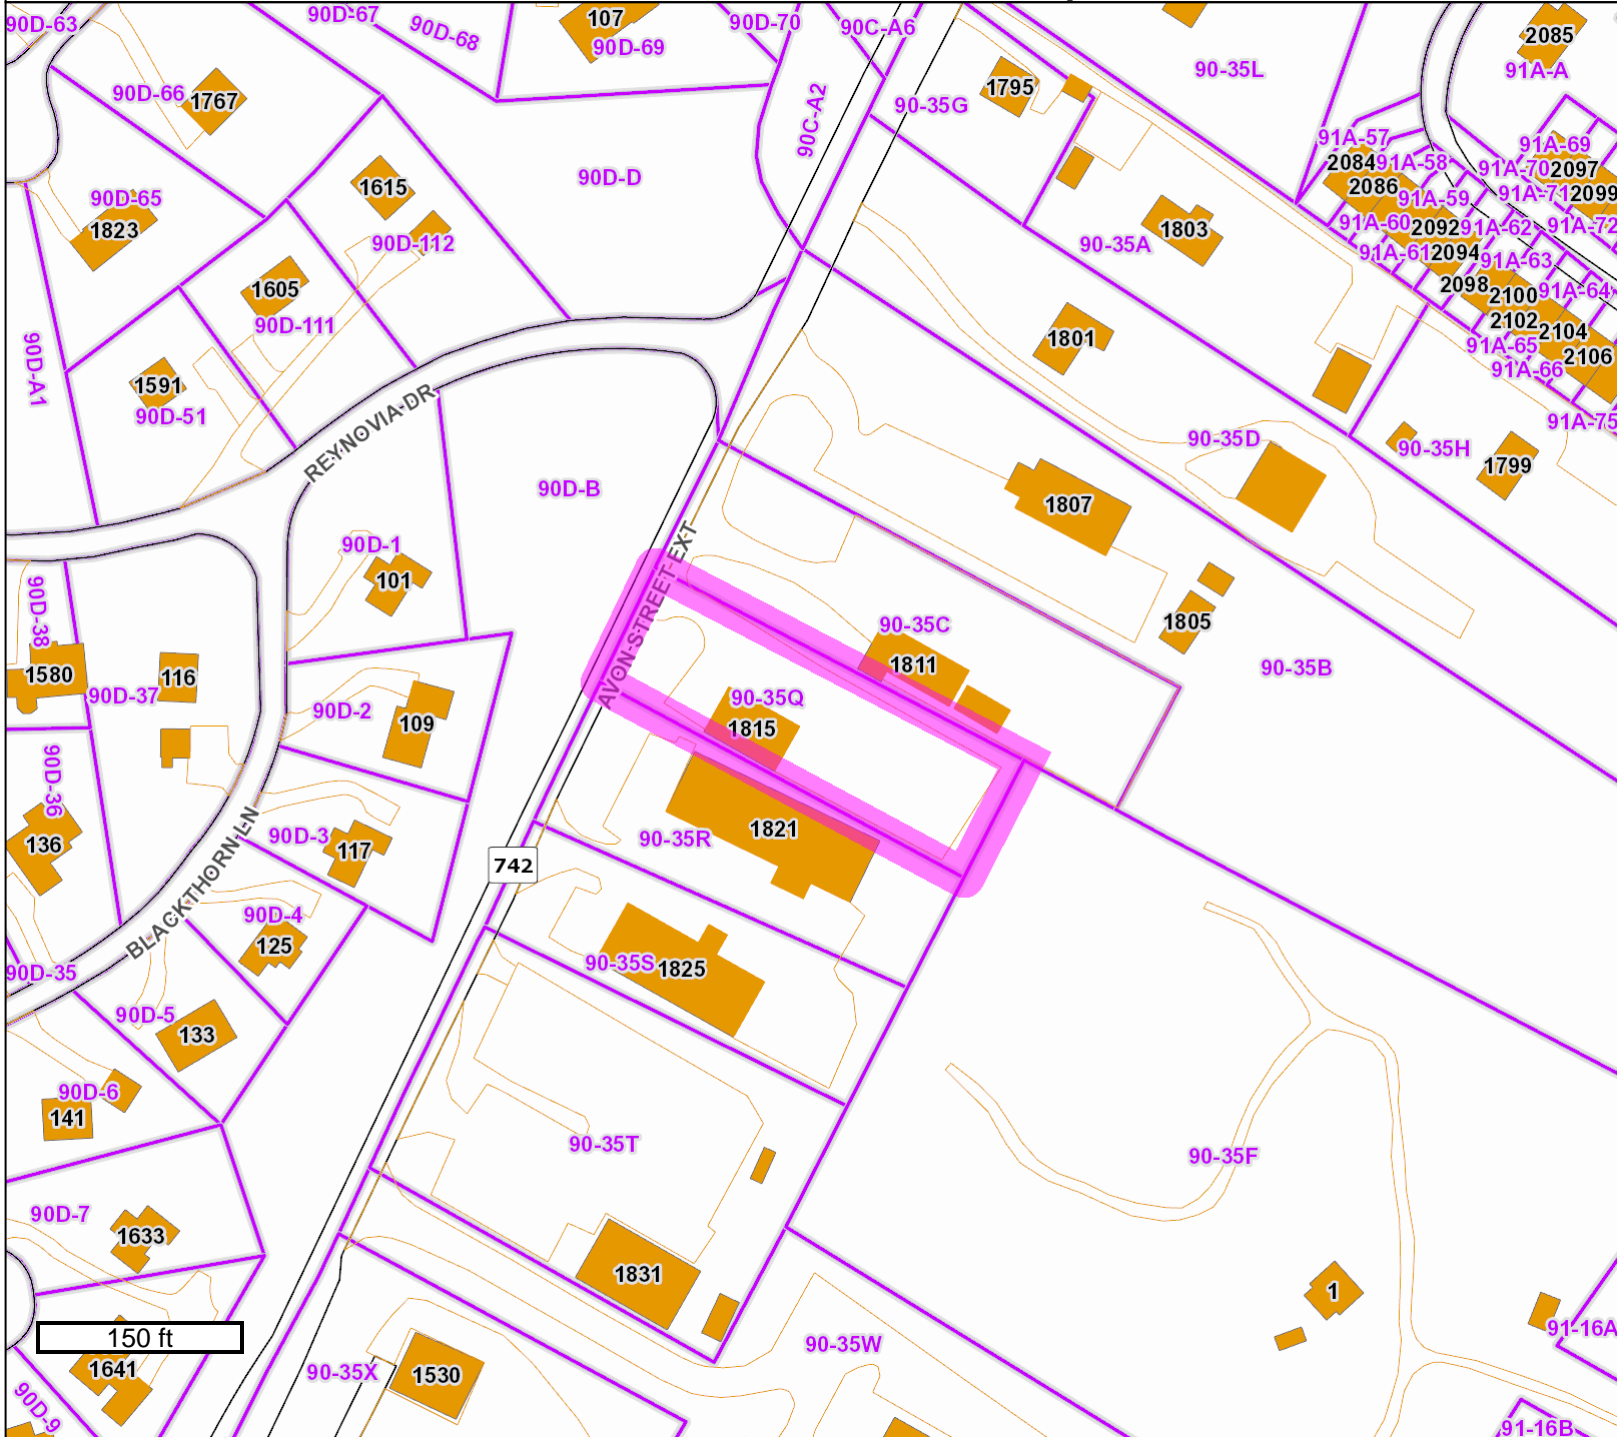 90D-63
90D-67
90D-68
107
90D-69
90D-70
90C-A6
90-35L
2085
91A-A
90D-66
1767
90C-A2
90-35G
1795
91A-57
91A-69
2084
91A-58
91A-70
2097
90D-D
1615
2086
91A-59
91A-71
2099
90D-65
1823
90D-112
90-35A
1803
91A-60
2092
91A-62
91A-72
91A-61
2094
91A-63
1605
90D-111
2098
2100
91A-64
2102
2104
91A-65
2106
91A-66
1801
90D-A1
1591
90D-51
91A-75
REYNOVIA DR
90-35D
90-35H
1799
90D-B
1807
90D-1
101
AVON STREET EXT
90D-38
1580
116
90D-37
90-35C
1811
1805
90-35B
90D-2
109
90-35Q
1815
90D-36
136
90D-3
117
90-35R
1821
742
BLACKTHORN LN
90D-4
125
90D-35
90-35S
1825
90D-5
133
90D-6
141
90-35T
90-35F
90D-7
1633
1831
1
150 ft
91-16A
1641
90-35X
1530
90-35W
90D-9
91-16B